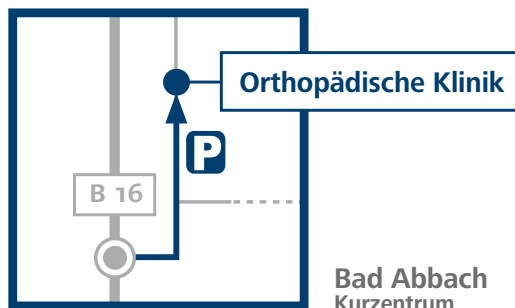 Orthopädische Klinik
P
B 16
Bad Abbach
Kurzentrum